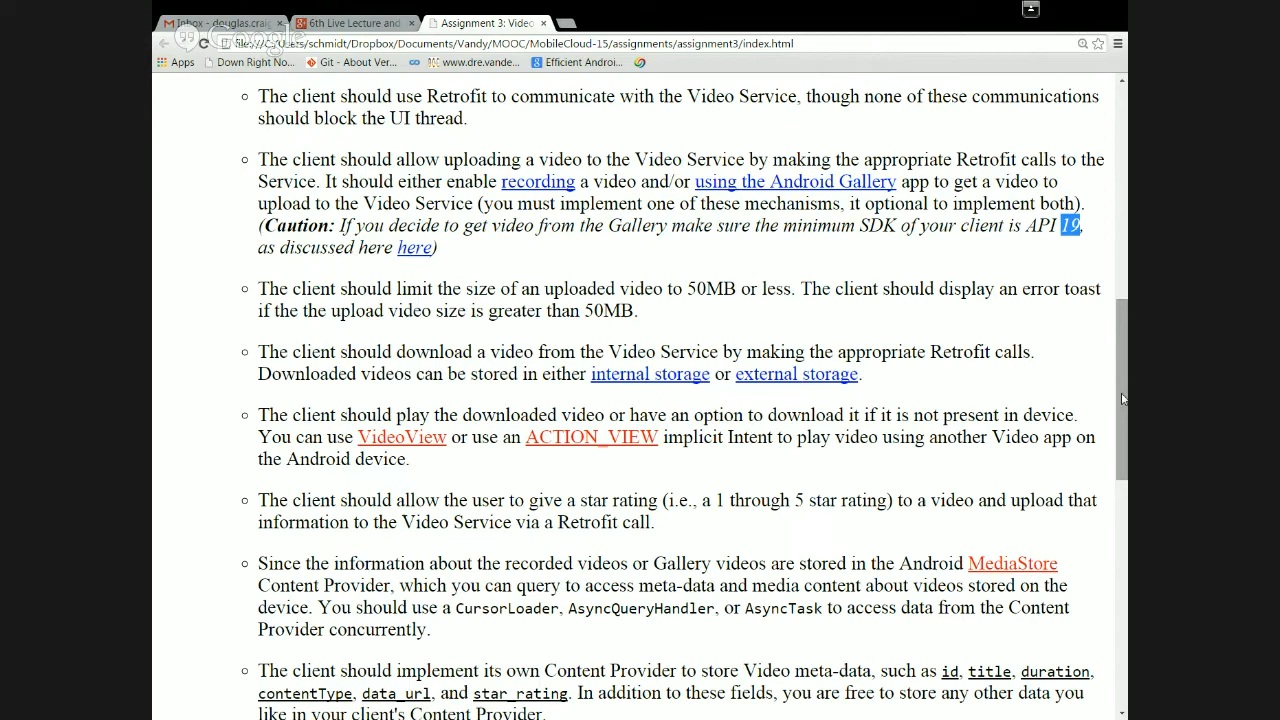 Inbox - douglas.craig
6th Live Lecture and
Assignment 3: Video
Google
file:///C:/Users/schmidt/Dropbox/Documents/Vandy/MOOC/MobileCloud-15/assignments/assignment3/index.html
Apps Down Right No... Git - About Ver... www.dre.vande... Efficient Androi...
The client should use Retrofit to communicate with the Video Service, though none of these communications
should block the UI thread.
The client should allow uploading a video to the Video Service by making the appropriate Retrofit calls to the
Service. It should either enable recording a video and/or using the Android Gallery app to get a video to
upload to the Video Service (you must implement one of these mechanisms, it optional to implement both).
(Caution: If you decide to get video from the Gallery make sure the minimum SDK of your client is API 19,
as discussed here here)
The client should limit the size of an uploaded video to 50MB or less. The client should display an error toast
if the the upload video size is greater than 50MB.
The client should download a video from the Video Service by making the appropriate Retrofit calls.
Downloaded videos can be stored in either internal storage or external storage.
The client should play the downloaded video or have an option to download it if it is not present in device.
You can use VideoView or use an ACTION_VIEW implicit Intent to play video using another Video app on
the Android device.
The client should allow the user to give a star rating (i.e., a 1 through 5 star rating) to a video and upload that
information to the Video Service via a Retrofit call.
Since the information about the recorded videos or Gallery videos are stored in the Android MediaStore
Content Provider, which you can query to access meta-data and media content about videos stored on the
device. You should use a CursorLoader, AsyncQueryHandler, or AsyncTask to access data from the Content
Provider concurrently.
The client should implement its own Content Provider to store Video meta-data, such as id, title, duration,
contentType, data_url, and star_rating. In addition to these fields, you are free to store any other data you
like in your client's Content Provider.